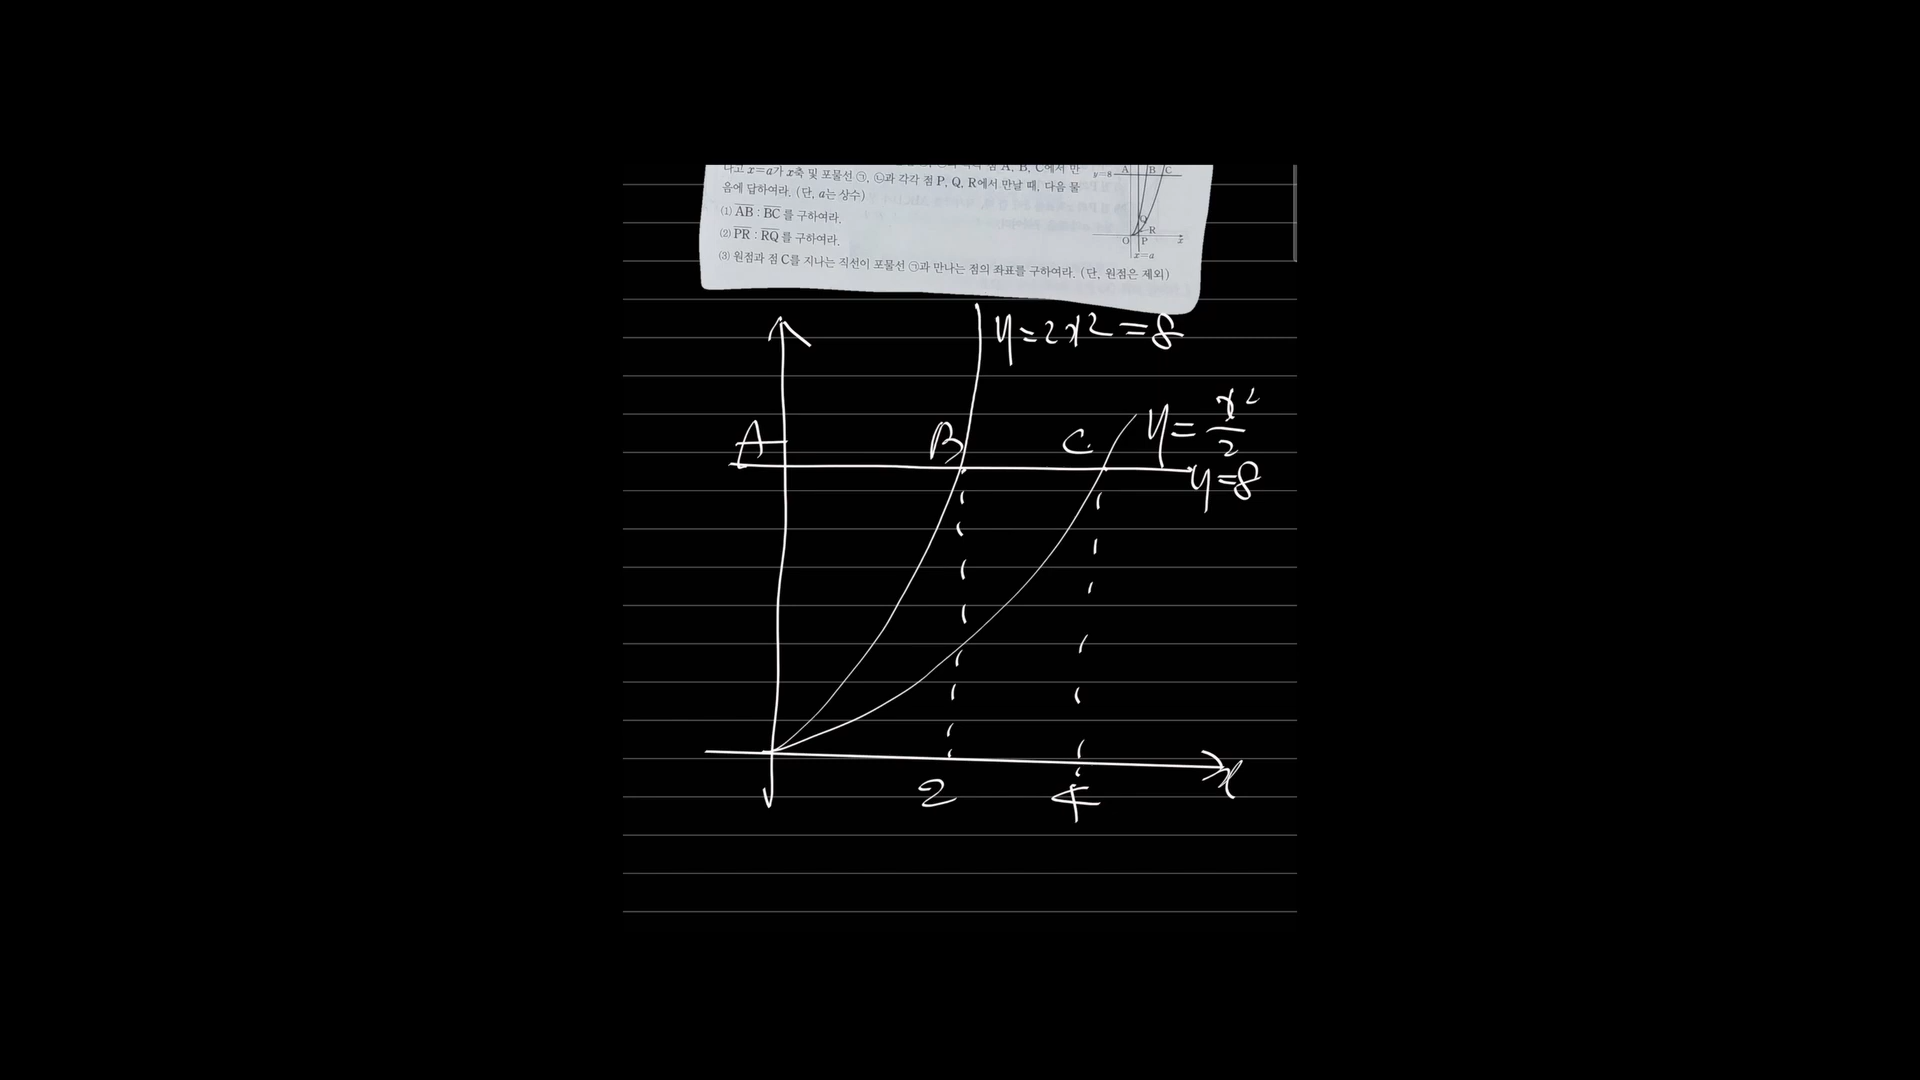 점 A, B, C에서 만
나고 x=a가 x축 및 포물선 ㉠, ㉡과 각각 점 P, Q, R에서 만날 때, 다음 물
음에 답하여라. (단, a는 상수)
(1) AB : BC 를 구하여라.
(2) PR : RQ 를 구하여라.
(3) 원점과 점 C를 지나는 직선이 포물선 ㉠과 만나는 점의 좌표를 구하여라. (단, 원점은 제외)
y=8 A B C
Q
R
O P x
x=a
y=2x²=8
y=x²/2
A B C
y=8
x
2 4